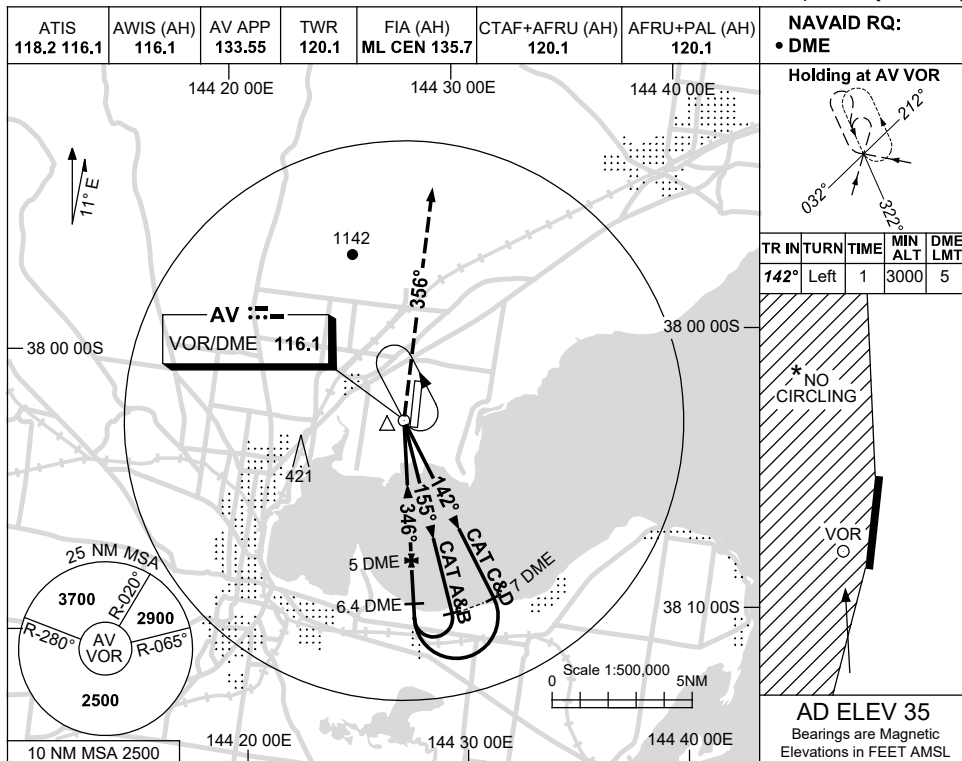 ATIS
118.2 116.1
AWIS (AH)
116.1
AV APP
133.55
TWR
120.1
FIA (AH)
ML CEN 135.7
CTAF+AFRU (AH)
120.1
AFRU+PAL (AH)
120.1
NAVAID RQ:
• DME
144 20 00E
144 30 00E
144 40 00E
Holding at AV VOR
212°
032°
322°
TR IN TURN TIME MIN ALT DME LMT
142° Left 1 3000 5
11° E
1142
356°
AV
VOR/DME 116.1
38 00 00S
38 00 00S
421
346°
155°
142°
CAT A&B
CAT C&D
5 DME
7 DME
6.4 DME
38 10 00S
25 NM MSA
3700
R-020°
2900
R-280°
AV
VOR
R-065°
2500
10 NM MSA 2500
Scale 1:500,000
0 5NM
144 20 00E
144 30 00E
144 40 00E
* NO
CIRCLING
VOR
AD ELEV 35
Bearings are Magnetic
Elevations in FEET AMSL